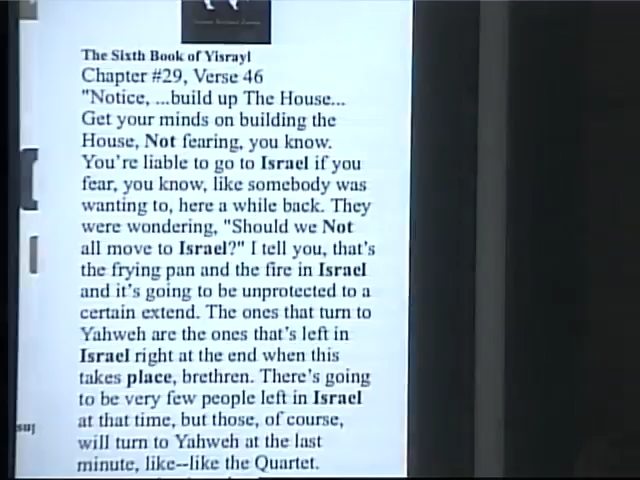 The Sixth Book of Yisrayl
Chapter #29, Verse 46
"Notice, ...build up The House...
Get your minds on building the
House, Not fearing, you know.
You're liable to go to Israel if you
fear, you know, like somebody was
wanting to, here a while back. They
were wondering, "Should we Not
all move to Israel?" I tell you, that's
the frying pan and the fire in Israel
and it's going to be unprotected to a
certain extend. The ones that turn to
Yahweh are the ones that's left in
Israel right at the end when this
takes place, brethren. There's going
to be very few people left in Israel
at that time, but those, of course,
will turn to Yahweh at the last
minute, like--like the Quartet.